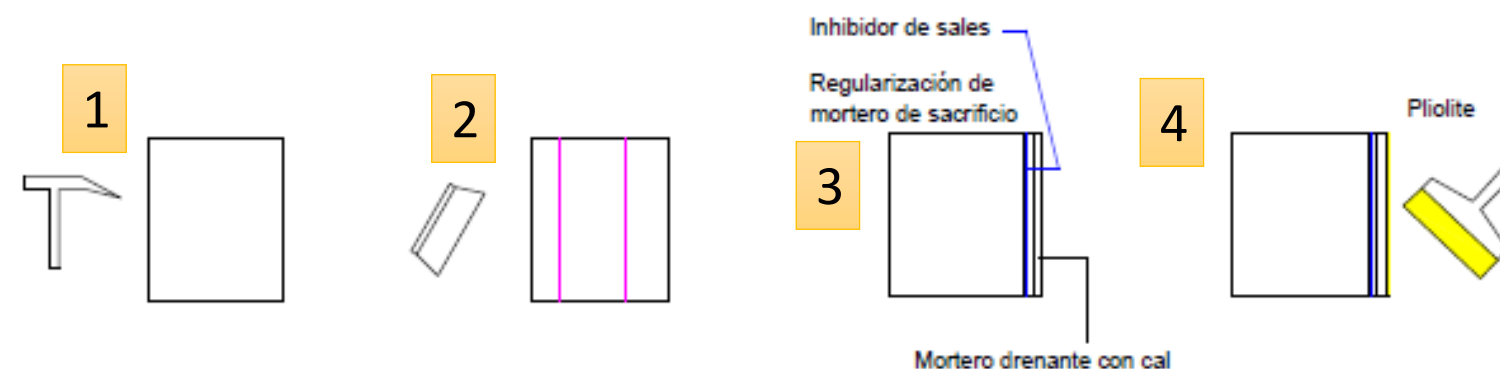 1
2
Inhibidor de sales
Regularización de
mortero de sacrificio
3
Mortero drenante con cal
4
Pliolite